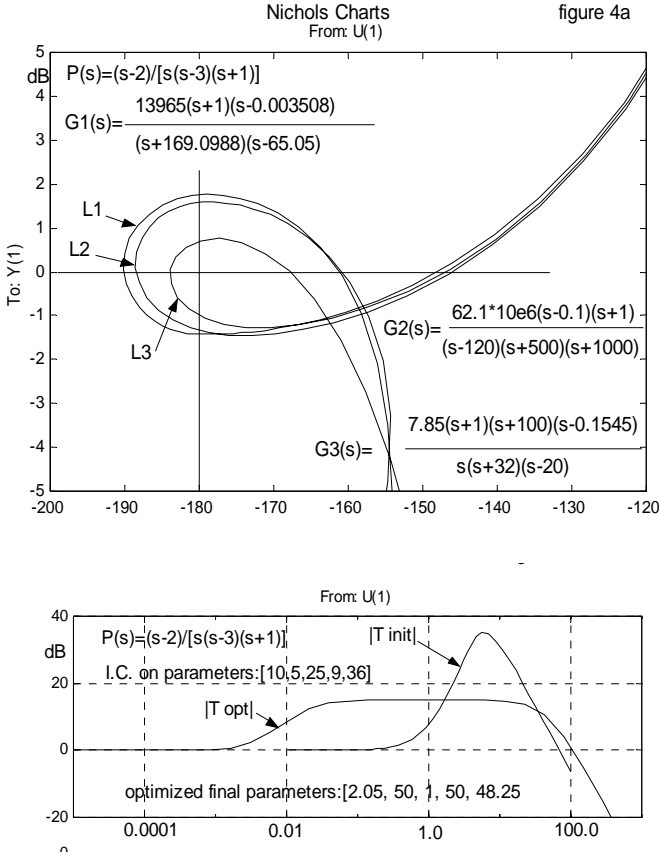 Nichols Charts
figure 4a
From: U(1)
To: Y(1)
5
dB
4
3
2
1
0
-1
-2
-3
-4
-5
P(s)=(s-2)/[s(s-3)(s+1)]
G1(s)=
13965(s+1)(s-0.003508)
(s+169.0988)(s-65.05)
L1
L2
L3
G2(s)=
62.1*10e6(s-0.1)(s+1)
(s-120)(s+500)(s+1000)
G3(s)=
7.85(s+1)(s+100)(s-0.1545)
s(s+32)(s-20)
-200 -190 -180 -170 -160 -150 -140 -130 -120
From: U(1)
40
dB
20
0
-20
P(s)=(s-2)/[s(s-3)(s+1)]
|T init|
I.C. on parameters:[10,5,25,9,36]
|T opt|
optimized final parameters:[2.05, 50, 1, 50, 48.25
0.0001 0.01 1.0 100.0